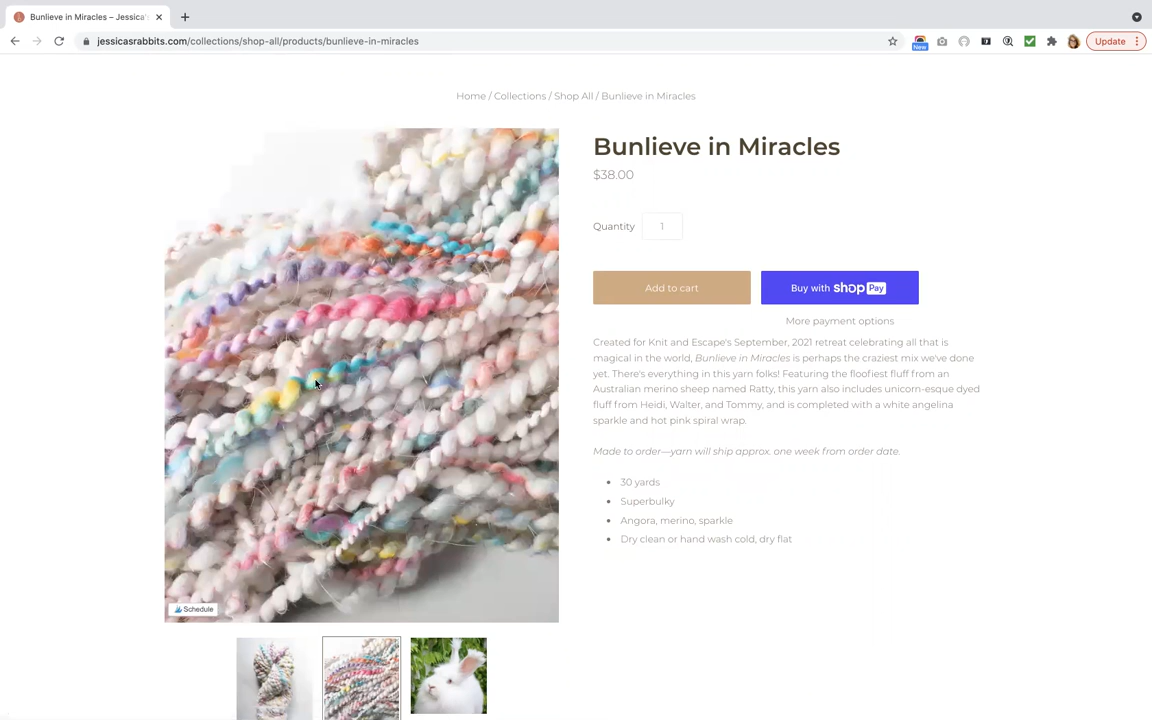 Bunlieve in Miracles – Jessica's
jessicasrabbits.com/collections/shop-all/products/bunlieve-in-miracles
New
Update
Home / Collections / Shop All / Bunlieve in Miracles
Bunlieve in Miracles
$38.00
Quantity 1
Add to cart
Buy with shop Pay
More payment options
Created for Knit and Escape's September, 2021 retreat celebrating all that is
magical in the world, Bunlieve in Miracles is perhaps the craziest mix we've done
yet. There's everything in this yarn folks! Featuring the floofiest fluff from an
Australian merino sheep named Ratty, this yarn also includes unicorn-esque dyed
fluff from Heidi, Walter, and Tommy, and is completed with a white angelina
sparkle and hot pink spiral wrap.
Made to order—yarn will ship approx. one week from order date.
30 yards
Superbulky
Angora, merino, sparkle
Dry clean or hand wash cold, dry flat
Schedule